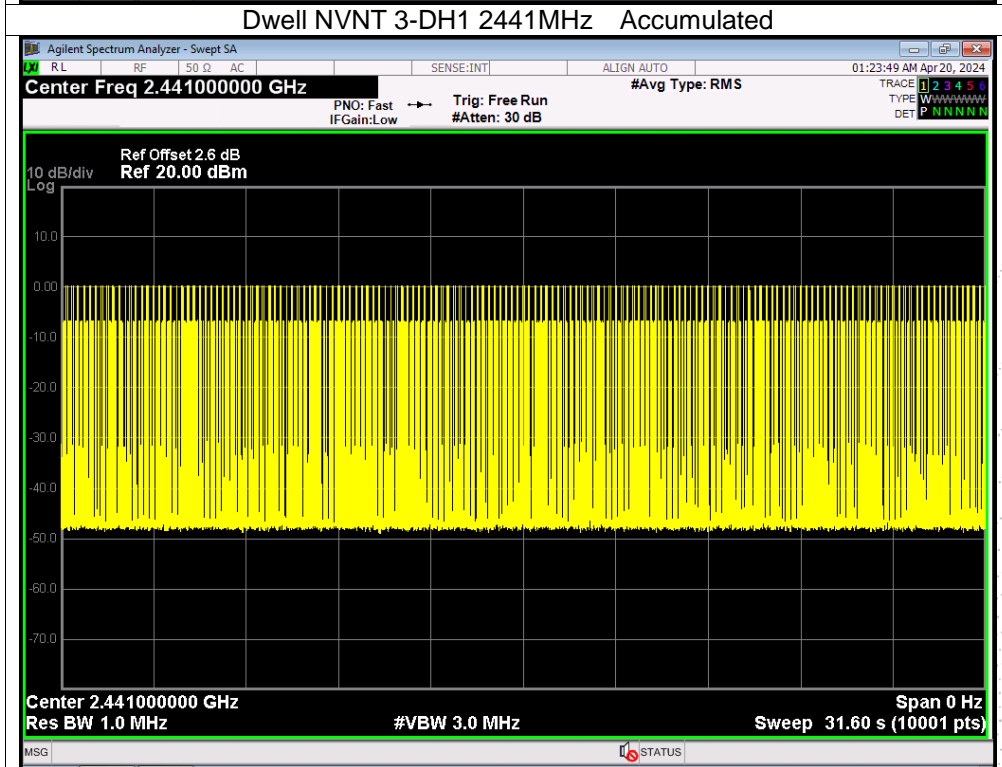 Dwell NVNT 3-DH1 2441MHz Accumulated
Agilent Spectrum Analyzer - Swept SA
LXI RL RF 50 Ω AC SENSE:INT ALIGN AUTO 01:23:49 AM Apr 20, 2024
Center Freq 2.441000000 GHz #Avg Type: RMS TRACE 1 2 3 4 5 6
PNO: Fast Trig: Free Run TYPE WWWWWW
IFGain:Low #Atten: 30 dB DET P N N N N N
Ref Offset 2.6 dB
10 dB/div Ref 20.00 dBm
Log
10.0
0.00
-10.0
-20.0
-30.0
-40.0
-50.0
-60.0
-70.0
Center 2.441000000 GHz Span 0 Hz
Res BW 1.0 MHz #VBW 3.0 MHz Sweep 31.60 s (10001 pts)
MSG STATUS